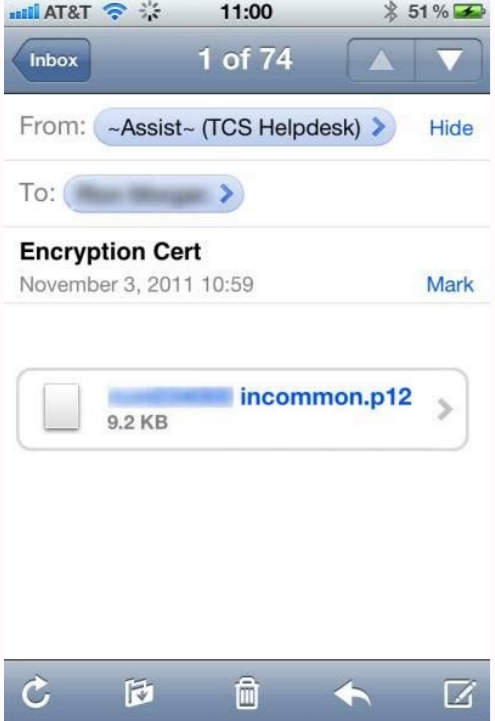 AT&T 11:00 51%
Inbox 1 of 74
From: ~Assist~ (TCS Helpdesk) Hide
To:
Encryption Cert
November 3, 2011 10:59 Mark
incommon.p12
9.2 KB